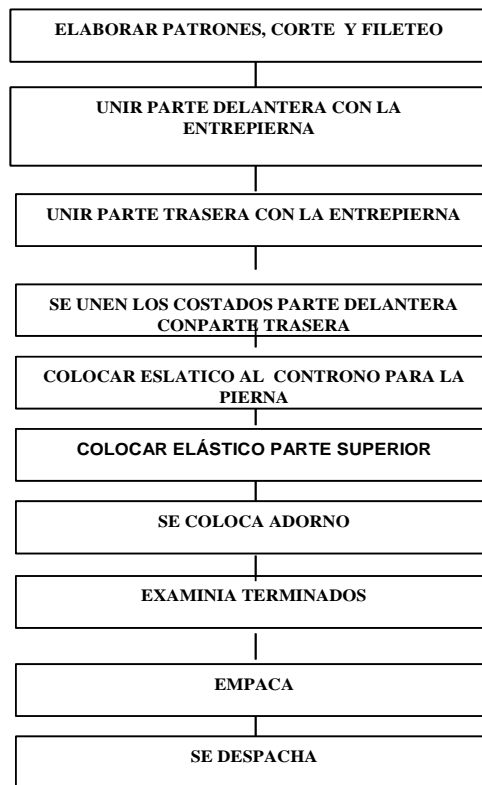 ELABORAR PATRONES, CORTE Y FILETEO
UNIR PARTE DELANTERA CON LA
ENTREPIERNA
UNIR PARTE TRASERA CON LA ENTREPIERNA
SE UNEN LOS COSTADOS PARTE DELANTERA
CONPARTE TRASERA
COLOCAR ESLATICO AL CONTRONO PARA LA
PIERNA
COLOCAR ELÁSTICO PARTE SUPERIOR
SE COLOCA ADORNO
EXAMINIA TERMINADOS
EMPACA
SE DESPACHA